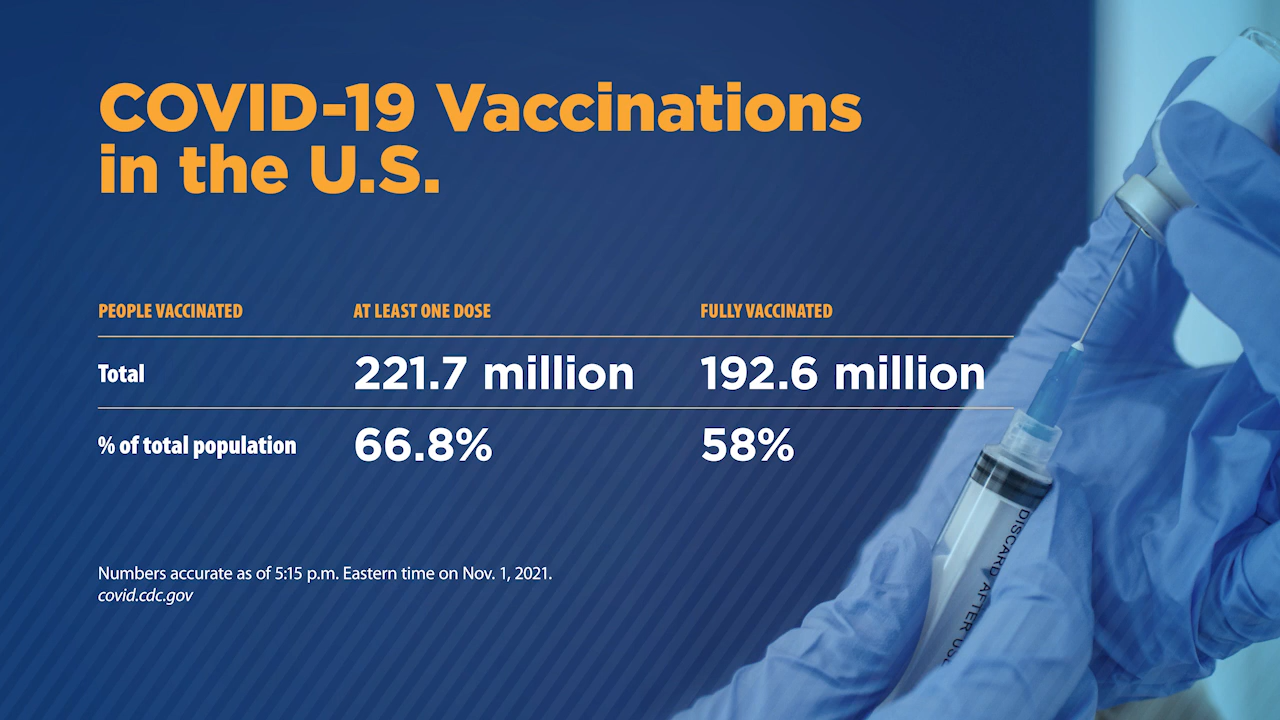 COVID-19 Vaccinations
in the U.S.
PEOPLE VACCINATED AT LEAST ONE DOSE FULLY VACCINATED
Total 221.7 million 192.6 million
% of total population 66.8% 58%
Numbers accurate as of 5:15 p.m. Eastern time on Nov. 1, 2021.
covid.cdc.gov
DISCARD AFTER